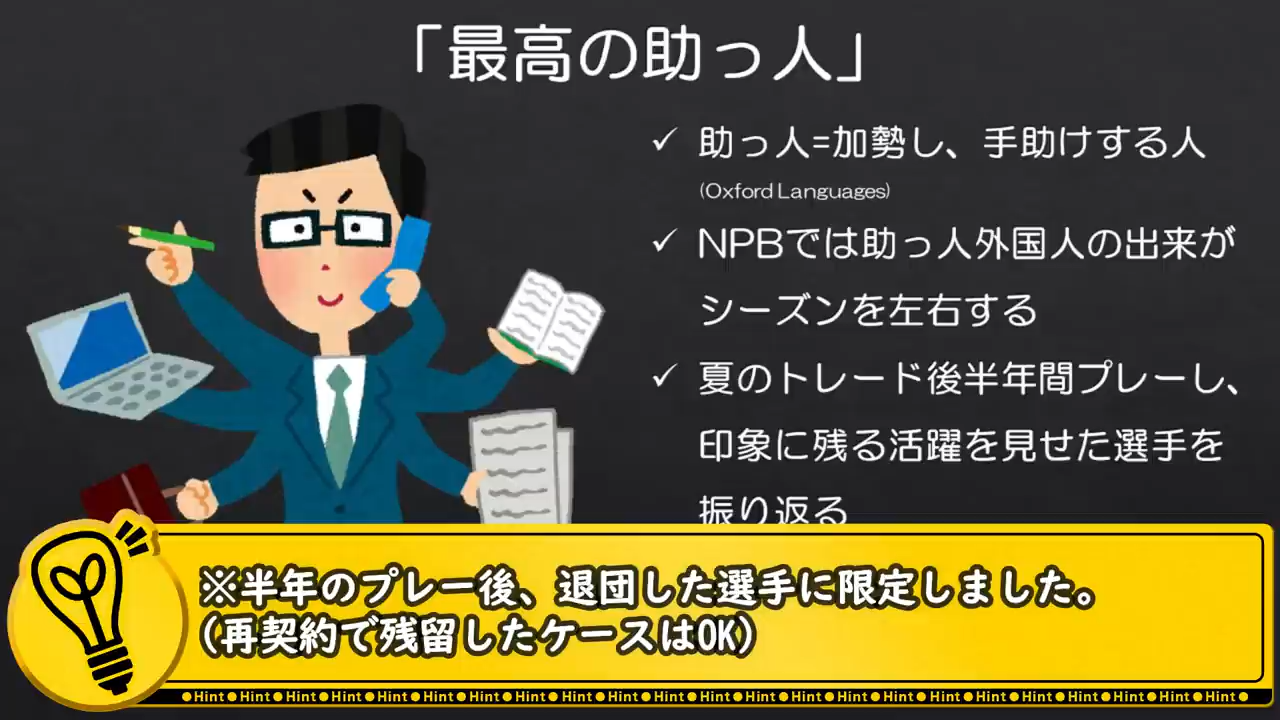 「最高の助っ人」
✓ 助っ人=加勢し、手助けする人
(Oxford Languages)
✓ NPBでは助っ人外国人の出来が
シーズンを左右する
✓ 夏のトレード後半年間プレーし、
印象に残る活躍を見せた選手を
振り返る
※半年のプレー後、退団した選手に限定しました。
(再契約で残留したケースはOK)
●Hint●Hint●Hint●Hint●Hint●Hint●Hint●Hint●Hint●Hint●Hint●Hint●Hint●Hint●Hint●Hint●Hint●Hint●Hint●Hint●Hint●Hint●Hint●